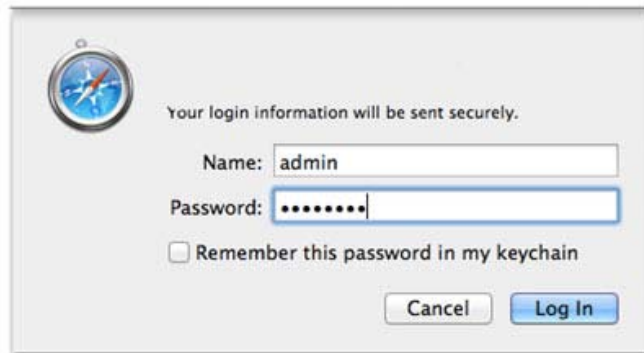 Your login information will be sent securely.
Name: admin
Password: ••••••••
Remember this password in my keychain
Cancel Log In